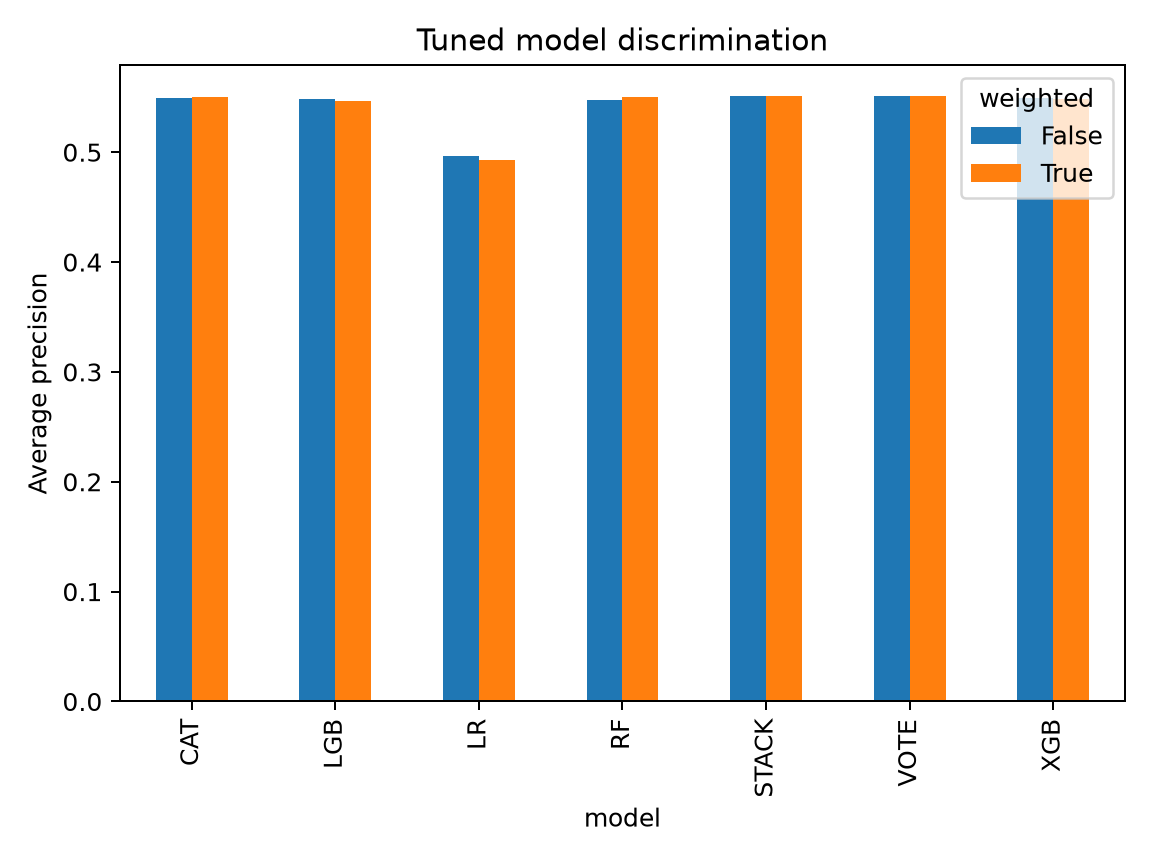 Tuned model discrimination
weighted
False
True
Average precision
0.5
0.4
0.3
0.2
0.1
0.0
CAT
LGB
LR
RF
STACK
VOTE
XGB
model